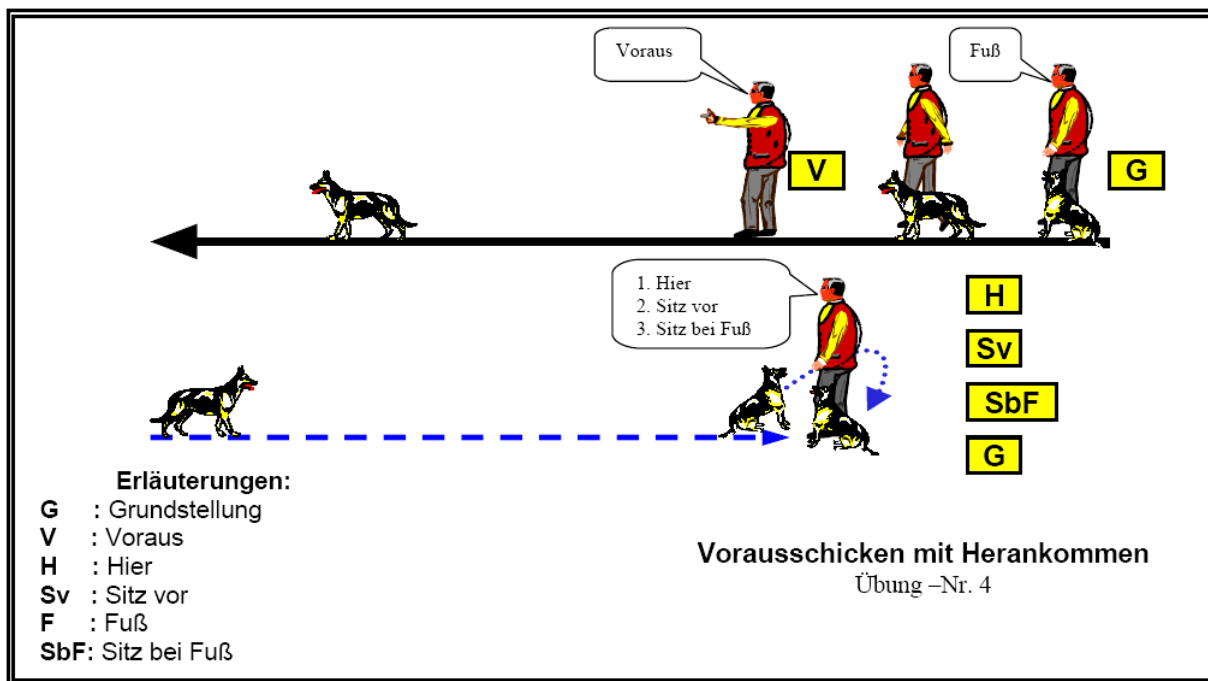 Voraus
Fuß
V
G
1. Hier
2. Sitz vor
3. Sitz bei Fuß
H
Sv
SbF
G
Erläuterungen:
G : Grundstellung
V : Voraus
H : Hier
Sv : Sitz vor
F : Fuß
SbF: Sitz bei Fuß
Vorausschicken mit Herankommen
Übung –Nr. 4